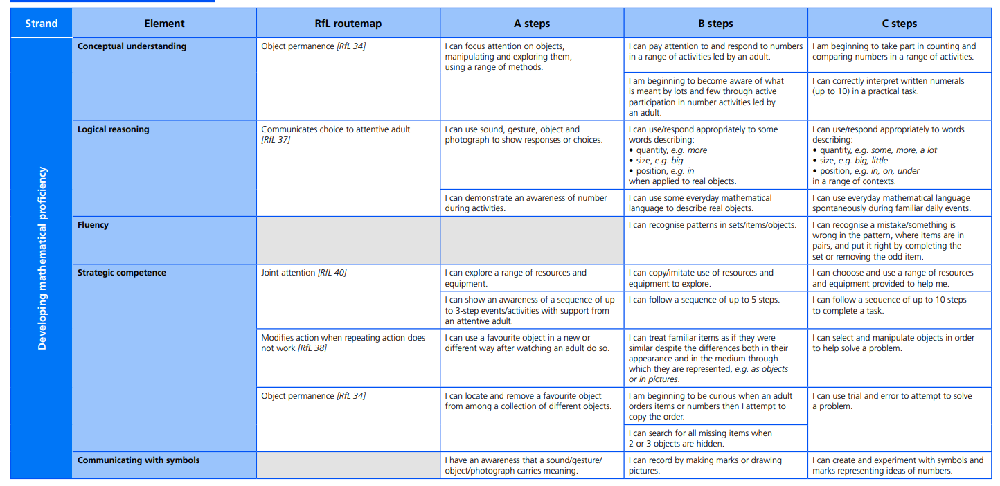 Strand
Element
RfL routemap
A steps
B steps
C steps
Developing mathematical proficiency
Conceptual understanding
Object permanence [RfL 34]
I can focus attention on objects,
manipulating and exploring them,
using a range of methods.
I can pay attention to and respond to numbers
in a range of activities led by an adult.
I am beginning to take part in counting and
comparing numbers in a range of activities.
I am beginning to become aware of what
is meant by lots and few through active
participation in number activities led by
an adult.
I can correctly interpret written numerals
(up to 10) in a practical task.
Logical reasoning
Communicates choice to attentive adult
[RfL 37]
I can use sound, gesture, object and
photograph to show responses or choices.
I can use/respond appropriately to some
words describing:
• quantity, e.g. more
• size, e.g. big
• position, e.g. in
when applied to real objects.
I can use/respond appropriately to words
describing:
• quantity, e.g. some, more, a lot
• size, e.g. big, little
• position, e.g. in, on, under
in a range of contexts.
I can demonstrate an awareness of number
during activities.
I can use some everyday mathematical
language to describe real objects.
I can use everyday mathematical language
spontaneously during familiar daily events.
Fluency
I can recognise patterns in sets/items/objects.
I can recognise a mistake/something is
wrong in the pattern, where items are in
pairs, and put it right by completing the
set or removing the odd item.
Strategic competence
Joint attention [RfL 40]
I can explore a range of resources and
equipment.
I can copy/imitate use of resources and
equipment to explore.
I can chooose and use a range of resources
and equipment provided to help me.
I can show an awareness of a sequence of up
to 3-step events/activities with support from
an attentive adult.
I can follow a sequence of up to 5 steps.
I can follow a sequence of up to 10 steps
to complete a task.
Modifies action when repeating action does
not work [RfL 38]
I can use a favourite object in a new or
different way after watching an adult do so.
I can treat familiar items as if they were
similar despite the differences both in their
appearance and in the medium through
which they are represented, e.g. as objects
or in pictures.
I can select and manipulate objects in order
to help solve a problem.
Object permanence [RfL 34]
I can locate and remove a favourite object
from among a collection of different objects.
I am beginning to be curious when an adult
orders items or numbers then I attempt to
copy the order.
I can use trial and error to attempt to solve
a problem.
I can search for all missing items when
2 or 3 objects are hidden.
Communicating with symbols
I have an awareness that a sound/gesture/
object/photograph carries meaning.
I can record by making marks or drawing
pictures.
I can create and experiment with symbols and
marks representing ideas of numbers.